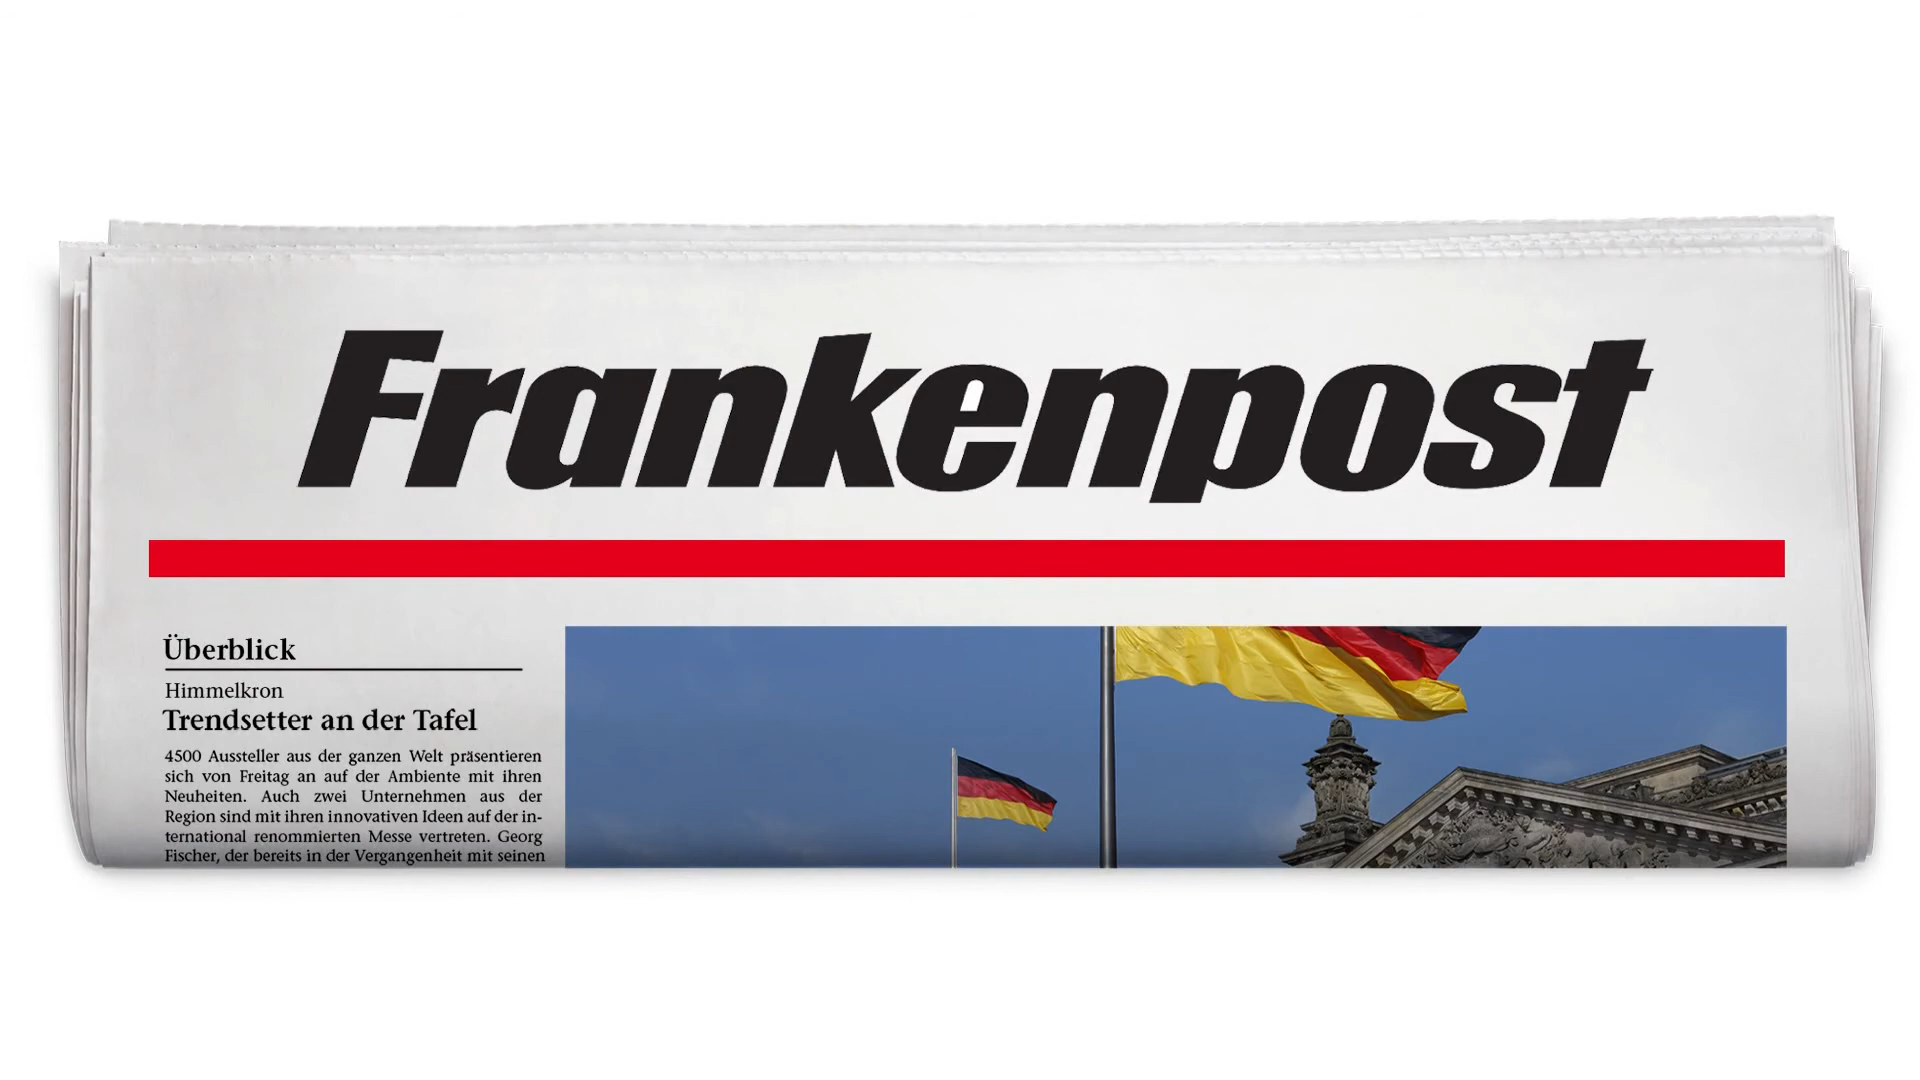 Frankenpost
Überblick
Himmelkron
Trendsetter an der Tafel
4500 Aussteller aus der ganzen Welt präsentieren
sich von Freitag an auf der Ambiente mit ihren
Neuheiten. Auch zwei Unternehmen aus der
Region sind mit ihren innovativen Ideen auf der in-
ternational renommierten Messe vertreten. Georg
Fischer, der bereits in der Vergangenheit mit seinen